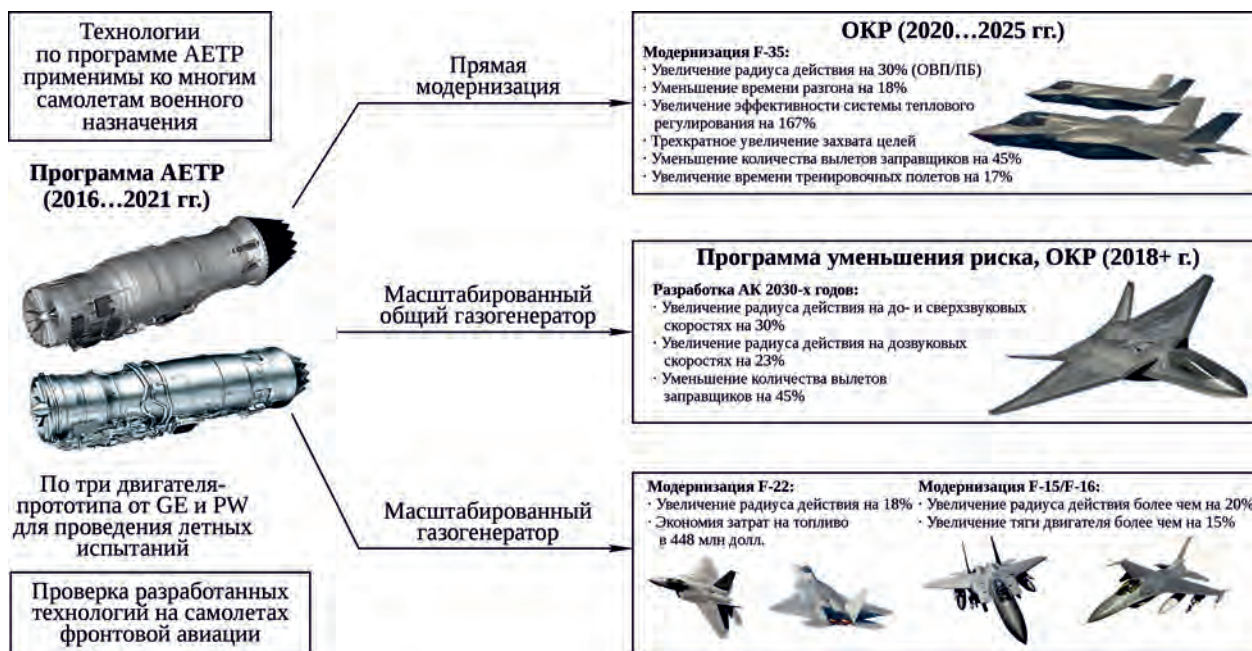 Технологии
по программе AETP
применимы ко многим
самолетам военного
назначения
Программа AETP
(2016…2021 гг.)
По три двигателя-
прототипа от GE и PW
для проведения летных
испытаний
Проверка разработанных
технологий на самолетах
фронтовой авиации
Прямая
модернизация
Масштабированный
общий газогенератор
Масштабированный
газогенератор
ОКР (2020…2025 гг.)
Модернизация F-35:
· Увеличение радиуса действия на 30% (ОВП/ПБ)
· Уменьшение времени разгона на 18%
· Увеличение эффективности системы теплового
регулирования на 167%
· Трехкратное увеличение захвата целей
· Уменьшение количества вылетов заправщиков на 45%
· Увеличение времени тренировочных полетов на 17%
Программа уменьшения риска, ОКР (2018+ г.)
Разработка АК 2030-х годов:
· Увеличение радиуса действия на до- и сверхзвуковых
скоростях на 30%
· Увеличение радиуса действия на дозвуковых
скоростях на 23%
· Уменьшение количества вылетов
заправщиков на 45%
Модернизация F-22:
· Увеличение радиуса действия на 18%
· Экономия затрат на топливо
в 448 млн долл.
Модернизация F-15/F-16:
· Увеличение радиуса действия более чем на 20%
· Увеличение тяги двигателя более чем на 15%